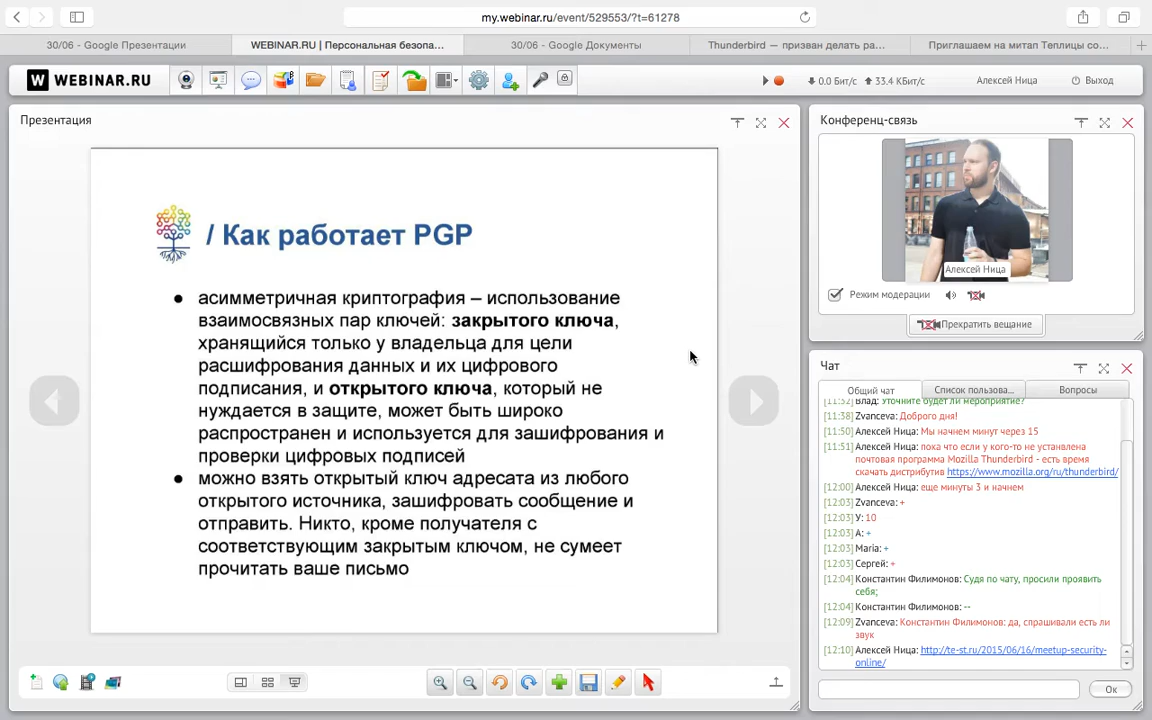 my.webinar.ru/event/529553/?t=61278
30/06 - Google Презентации
WEBINAR.RU | Персональная безопа...
30/06 - Google Документы
Thunderbird — призван делать ра...
Приглашаем на митап Теплицы со...
W WEBINAR.RU
0.0 Бит/с
33.4 КБит/с
Алексей Ница
Выход
Презентация
/ Как работает PGP
● асимметричная криптография – использование
взаимосвязных пар ключей: закрытого ключа,
хранящийся только у владельца для цели
расшифрования данных и их цифрового
подписания, и открытого ключа, который не
нуждается в защите, может быть широко
распространен и используется для зашифрования и
проверки цифровых подписей
● можно взять открытый ключ адресата из любого
открытого источника, зашифровать сообщение и
отправить. Никто, кроме получателя с
соответствующим закрытым ключом, не сумеет
прочитать ваше письмо
Конференц-связь
Алексей Ница
Режим модерации
Прекратить вещание
Чат
Общий чат
Список пользова...
Вопросы
Влад: Уточните будет ли мероприятие?
[11:38] Zvanceva: Доброго дня!
[11:50] Алексей Ница: Мы начнем минут через 15
[11:51] Алексей Ница: пока что если у кого-то не установлена
почтовая программа Mozilla Thunderbird - есть время
скачать дистрибутив https://www.mozilla.org/ru/thunderbird/
[12:00] Алексей Ница: еще минуты 3 и начнем
[12:03] Zvanceva: +
[12:03] У: 10
[12:03] А: +
[12:03] Maria: +
[12:03] Сергей: +
[12:04] Константин Филимонов: Судя по чату, просили проявить
себя;
[12:04] Константин Филимонов: --
[12:09] Zvanceva: Константин Филимонов: да, спрашивали есть ли
звук
[12:10] Алексей Ница: http://te-st.ru/2015/06/16/meetup-security-
online/
Ок